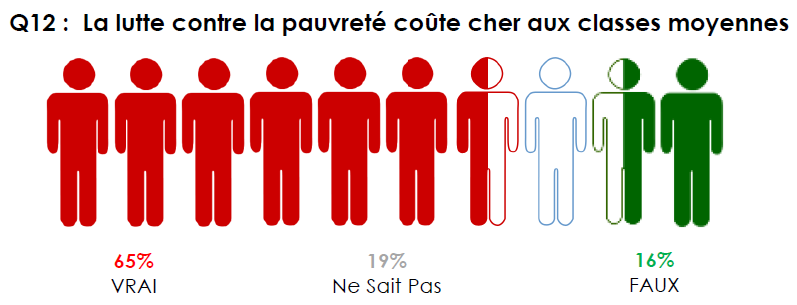 Q12 : La lutte contre la pauvreté coûte cher aux classes moyennes
65% 19% 16%
VRAI Ne Sait Pas FAUX